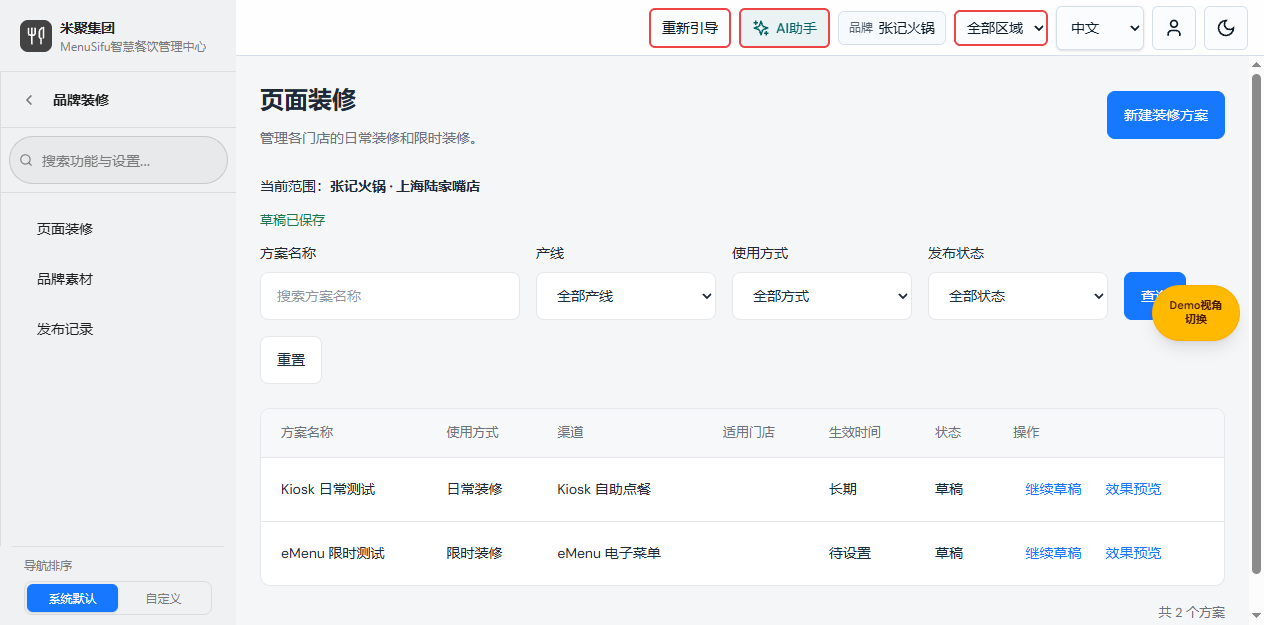 米聚集团
MenuSifu智慧餐饮管理中心
重新引导
AI助手
品牌 张记火锅
全部区域
中文
品牌装修
搜索功能与设置...
页面装修
品牌素材
发布记录
导航排序
系统默认
自定义
页面装修
管理各门店的日常装修和限时装修。
新建装修方案
当前范围：张记火锅 · 上海陆家嘴店
草稿已保存
方案名称 产线 使用方式 发布状态
搜索方案名称 全部产线 全部方式 全部状态
Demo视角
切换
重置
方案名称 使用方式 渠道 适用门店 生效时间 状态 操作
Kiosk 日常测试 日常装修 Kiosk 自助点餐 长期 草稿 继续草稿 效果预览
eMenu 限时测试 限时装修 eMenu 电子菜单 待设置 草稿 继续草稿 效果预览
共 2 个方案